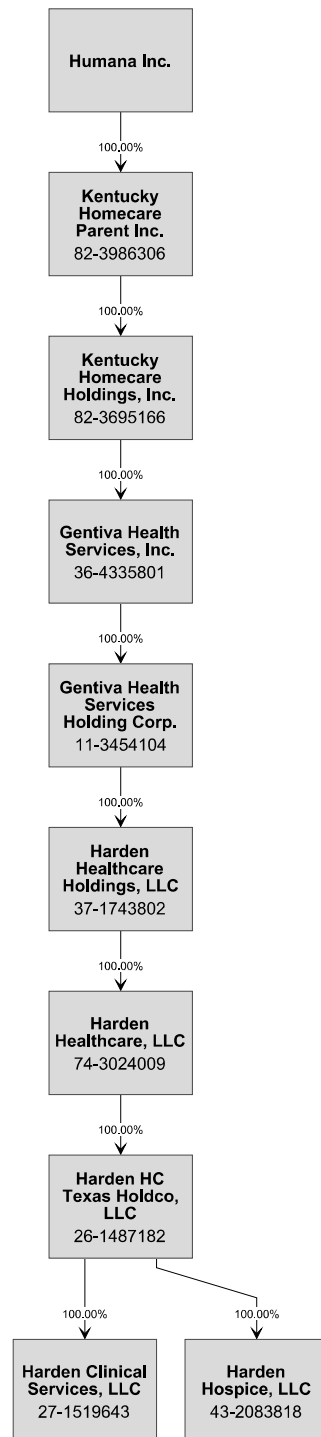 Humana Inc.
100.00%
Kentucky
Homecare
Parent Inc.
82-3986306
100.00%
Kentucky
Homecare
Holdings, Inc.
82-3695166
100.00%
Gentiva Health
Services, Inc.
36-4335801
100.00%
Gentiva Health
Services
Holding Corp.
11-3454104
100.00%
Harden
Healthcare
Holdings, LLC
37-1743802
100.00%
Harden
Healthcare, LLC
74-3024009
100.00%
Harden HC
Texas Holdco,
LLC
26-1487182
100.00%
100.00%
Harden Clinical
Services, LLC
27-1519643
Harden
Hospice, LLC
43-2083818